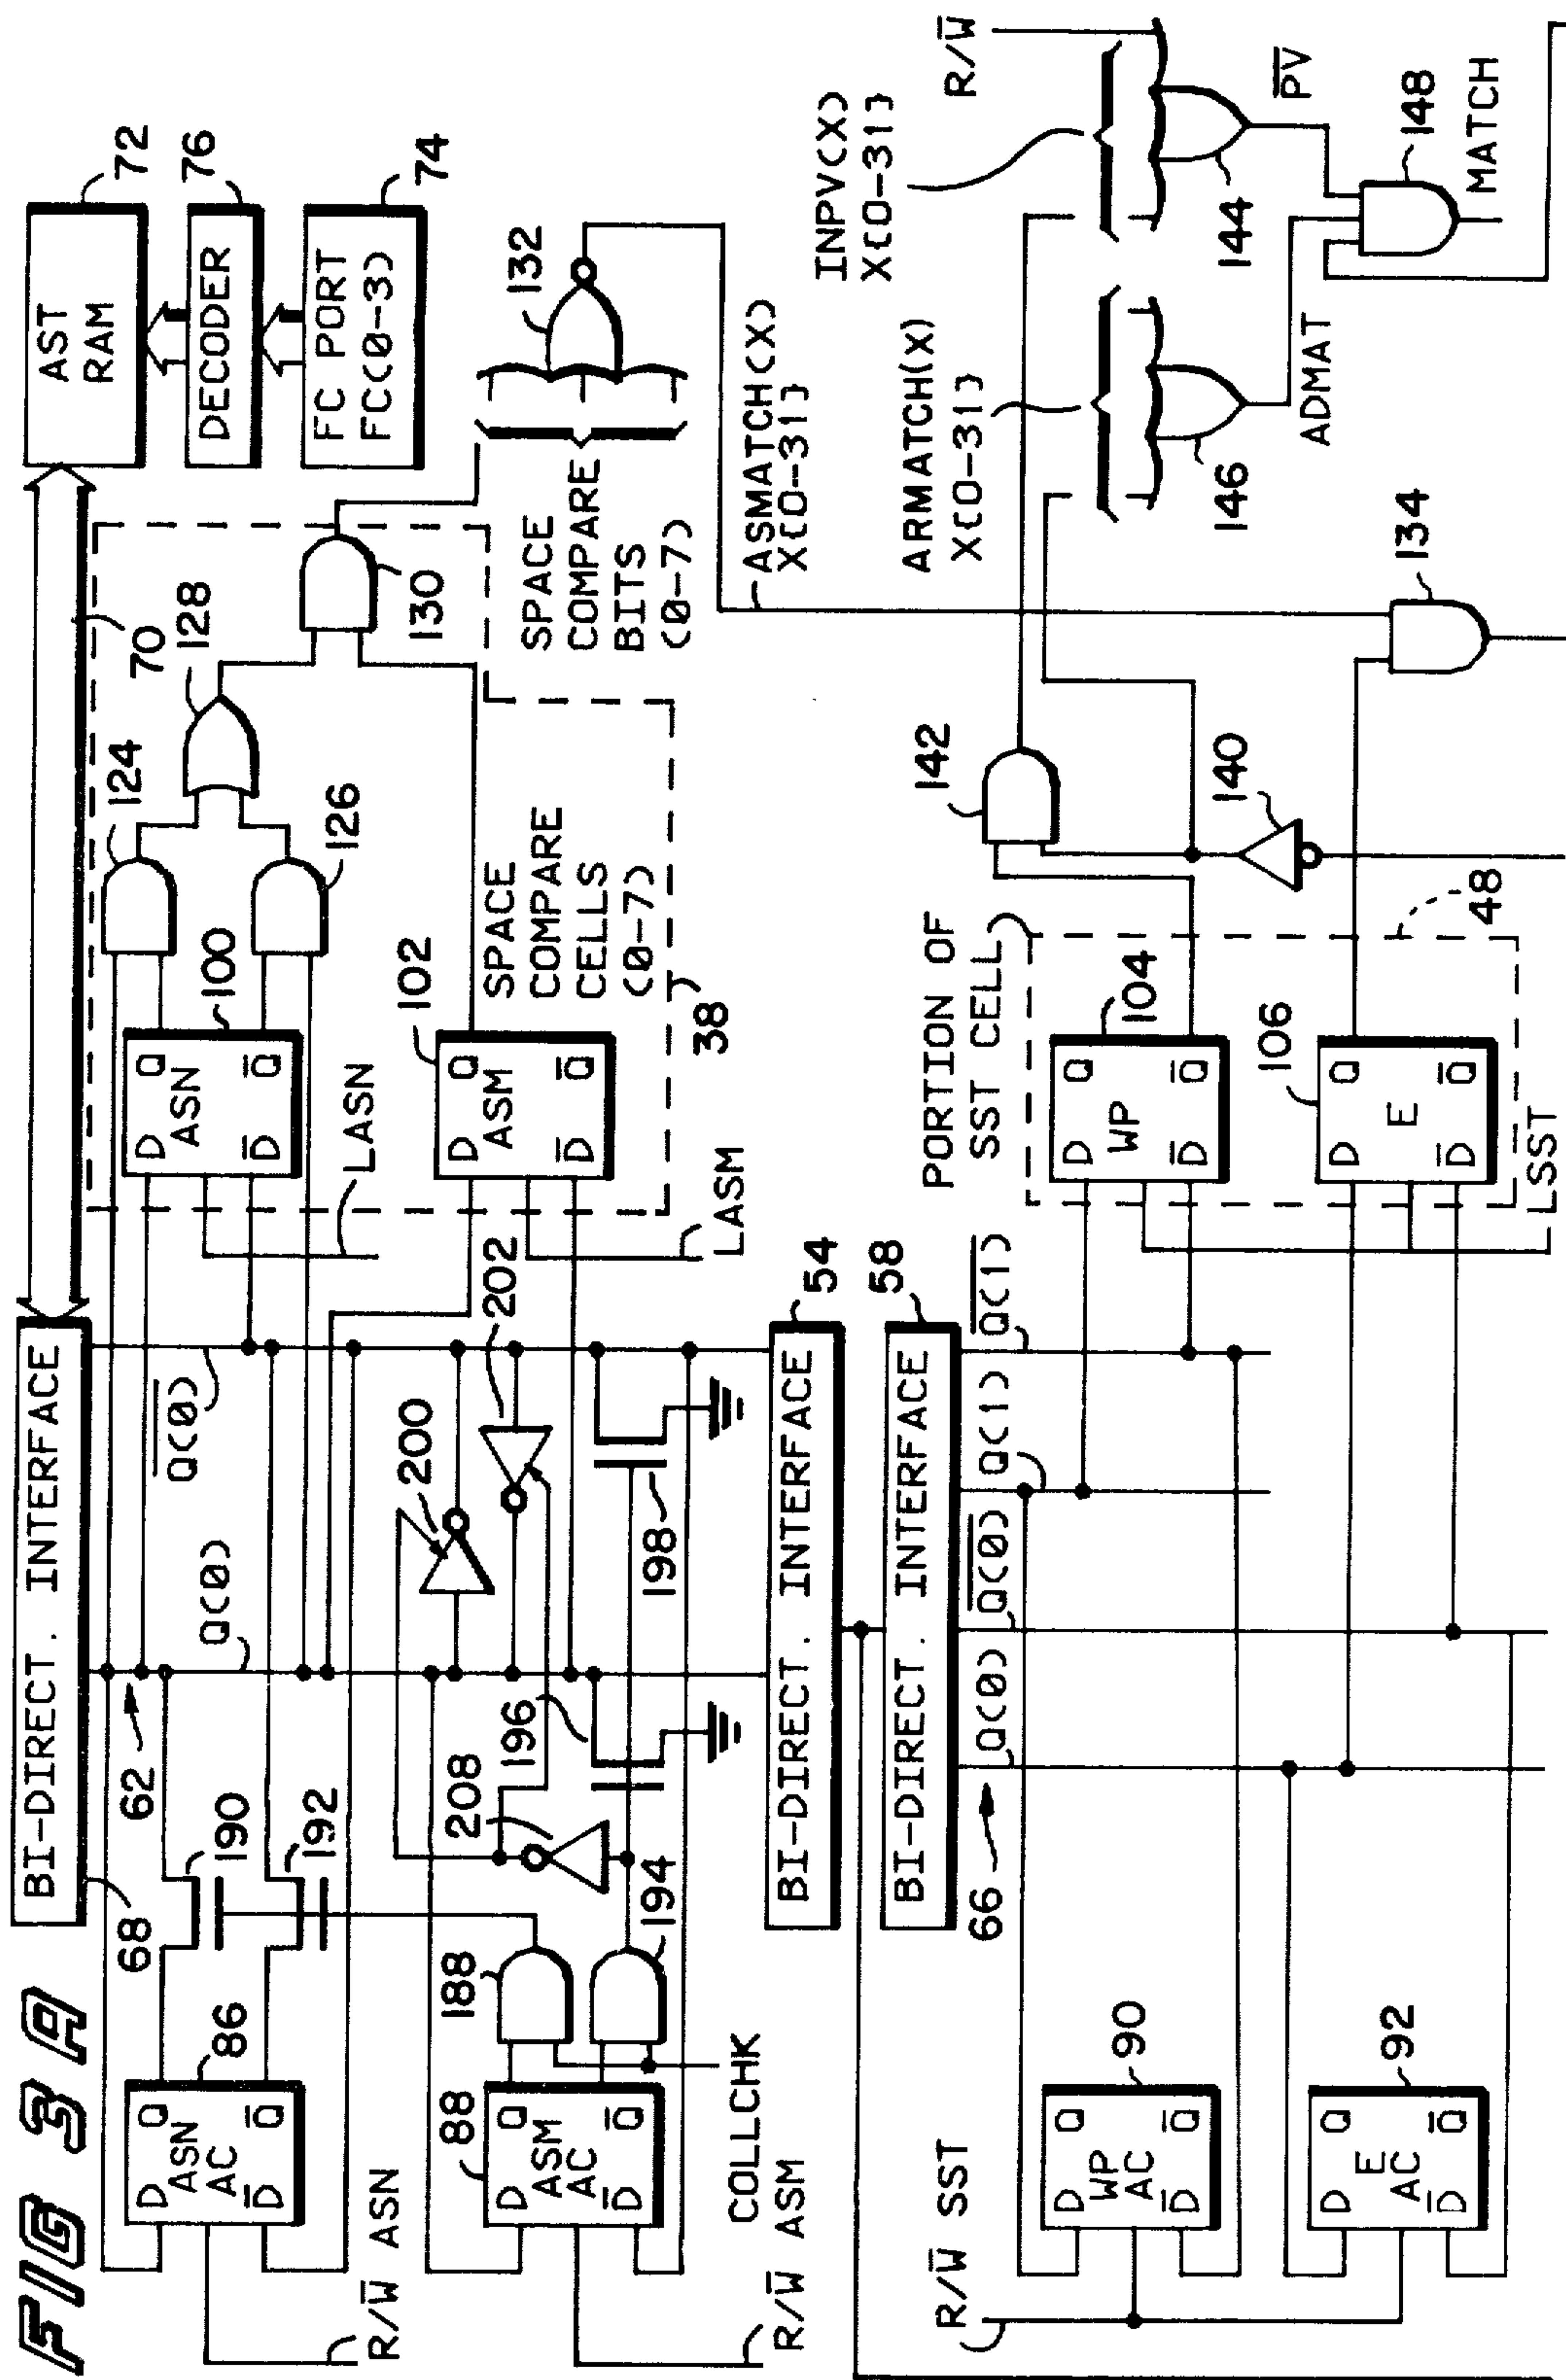 FIG 3A
BI-DIRECT. INTERFACE
68
62
Q(0)
Q̅(̅0̅)̅
70
AST
RAM
72
DECODER
76
FC PORT
FC(0-3)
74
190
192
86
D
Q
ASN
AC
D̅
Q̅
R/W̅ ASN
88
D
Q
ASM
AC
D̅
Q̅
R/W̅ ASM
COLLCHK
188
194
208
196
198
200
202
D
Q
ASN
D̅
Q̅
100
LASN
D
Q
ASM
D̅
Q̅
102
LASM
124
126
128
130
SPACE
COMPARE
CELLS
(0-7)
38
SPACE
COMPARE
BITS
(0-7)
132
ASMATCH(X)
X{0-31}
BI-DIRECT. INTERFACE
54
BI-DIRECT. INTERFACE
58
66
Q(0)
Q̅(̅0̅)̅
Q(1)
Q̅(̅1̅)̅
R/W̅ SST
D
Q
WP
AC
D̅
Q̅
90
D
Q
E
AC
D̅
Q̅
92
PORTION OF
SST CELL
D
Q
WP
D̅
Q̅
104
D
Q
E
D̅
Q̅
106
48
LSST
142
140
134
ARMATCH(X)
X{0-31}
INPV(X)
X{0-31}
R/W̅
146
144
ADMAT
P̅V̅
148
MATCH